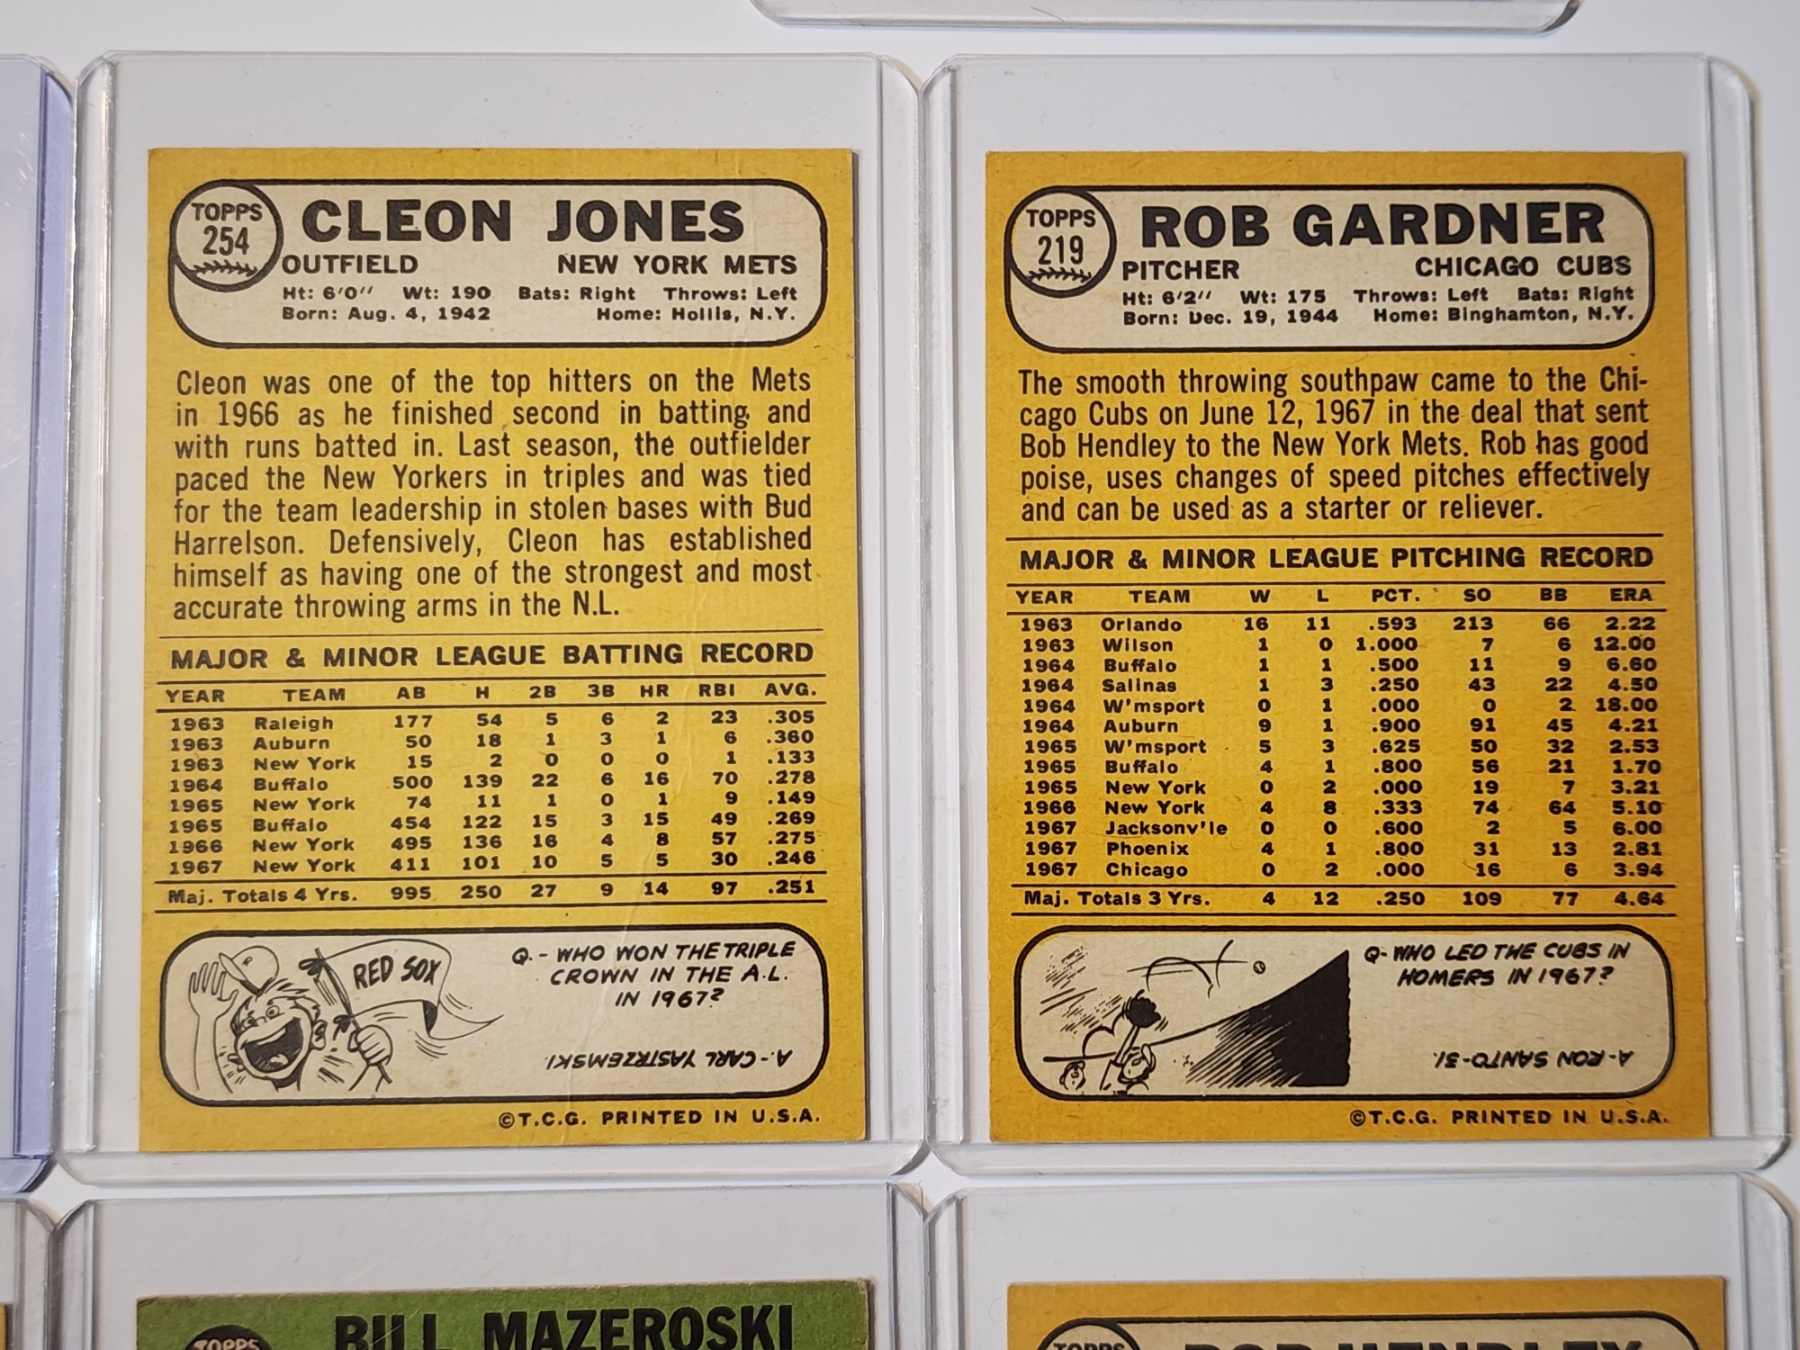 TOPPS
254
CLEON JONES
OUTFIELD NEW YORK METS
Ht: 6'0'' Wt: 190 Bats: Right Throws: Left
Born: Aug. 4, 1942 Home: Hollis, N.Y.
Cleon was one of the top hitters on the Mets
in 1966 as he finished second in batting and
with runs batted in. Last season, the outfielder
paced the New Yorkers in triples and was tied
for the team leadership in stolen bases with Bud
Harrelson. Defensively, Cleon has established
himself as having one of the strongest and most
accurate throwing arms in the N.L.
MAJOR & MINOR LEAGUE BATTING RECORD
YEAR TEAM AB H 2B 3B HR RBI AVG.
1963 Raleigh 177 54 5 6 2 23 .305
1963 Auburn 50 18 1 3 1 6 .360
1963 New York 15 2 0 0 0 1 .133
1964 Buffalo 500 139 22 6 16 70 .278
1965 New York 74 11 1 0 1 9 .149
1965 Buffalo 454 122 15 3 15 49 .269
1966 New York 495 136 16 4 8 57 .275
1967 New York 411 101 10 5 5 30 .246
Maj. Totals 4 Yrs. 995 250 27 9 14 97 .251
RED SOX
Q.- WHO WON THE TRIPLE
CROWN IN THE A.L.
IN 1967?
A.- CARL YASTRZEMSKI.
©T.C.G. PRINTED IN U.S.A.
TOPPS
219
ROB GARDNER
PITCHER CHICAGO CUBS
Ht: 6'2'' Wt: 175 Throws: Left Bats: Right
Born: Dec. 19, 1944 Home: Binghamton, N.Y.
The smooth throwing southpaw came to the Chi-
cago Cubs on June 12, 1967 in the deal that sent
Bob Hendley to the New York Mets. Rob has good
poise, uses changes of speed pitches effectively
and can be used as a starter or reliever.
MAJOR & MINOR LEAGUE PITCHING RECORD
YEAR TEAM W L PCT. SO BB ERA
1963 Orlando 16 11 .593 213 66 2.22
1963 Wilson 1 0 1.000 7 6 12.00
1964 Buffalo 1 1 .500 11 9 6.60
1964 Salinas 1 3 .250 43 22 4.50
1964 W'msport 0 1 .000 0 2 18.00
1964 Auburn 9 1 .900 91 45 4.21
1965 W'msport 5 3 .625 50 32 2.53
1965 Buffalo 4 1 .800 56 21 1.70
1965 New York 0 2 .000 19 7 3.21
1966 New York 4 8 .333 74 64 5.10
1967 Jacksonv'le 0 0 .600 2 5 6.00
1967 Phoenix 4 1 .800 31 13 2.81
1967 Chicago 0 2 .000 16 6 3.94
Maj. Totals 3 Yrs. 4 12 .250 109 77 4.64
Q- WHO LED THE CUBS IN
HOMERS IN 1967?
A- RON SANTO-31.
©T.C.G. PRINTED IN U.S.A.
TOPPS
BILL MAZEROSKI
TOPPS
BOB HENDLEY